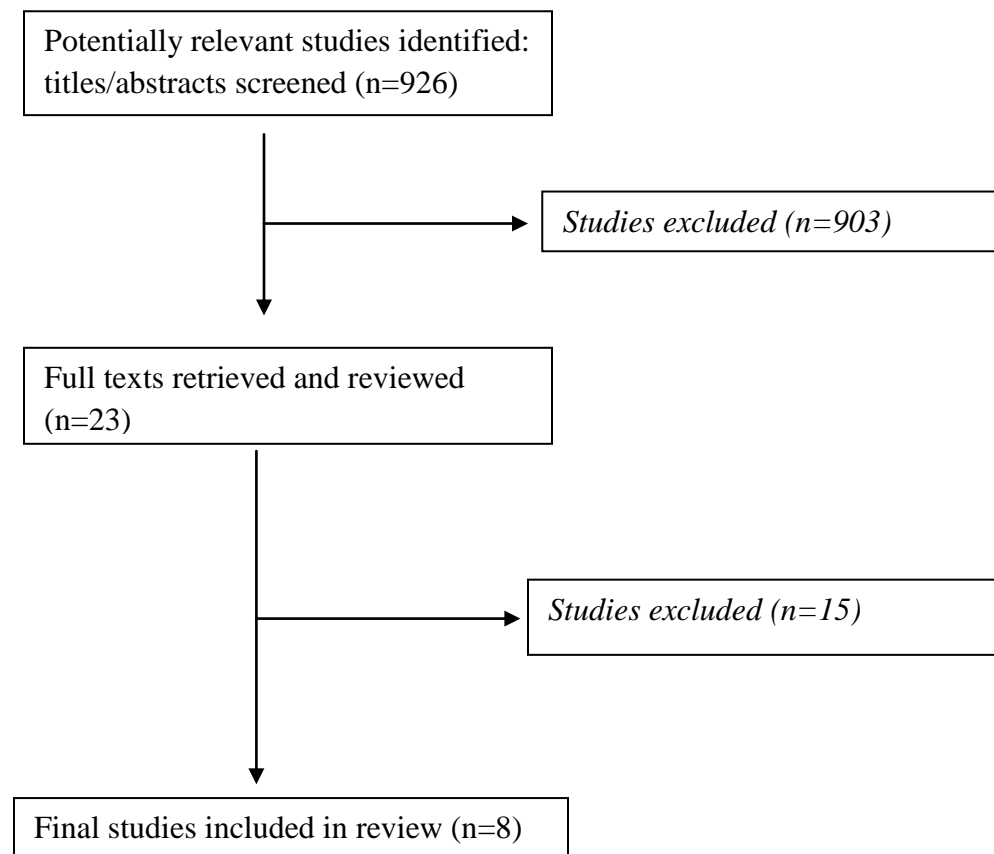 Potentially relevant studies identified:
titles/abstracts screened (n=926)
Studies excluded (n=903)
Full texts retrieved and reviewed
(n=23)
Studies excluded (n=15)
Final studies included in review (n=8)